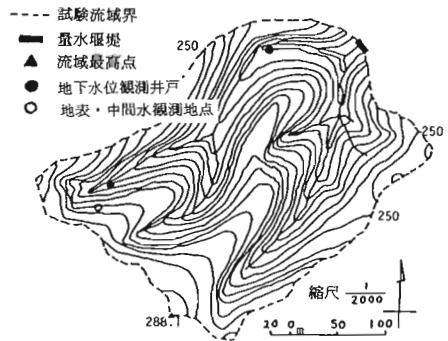 試験流域界
量水堰堤
流域最高点
地下水位観測井戸
地表・中間水観測地点
250
250
250
288.1
縮尺 1/2000
20 0 m 50 100